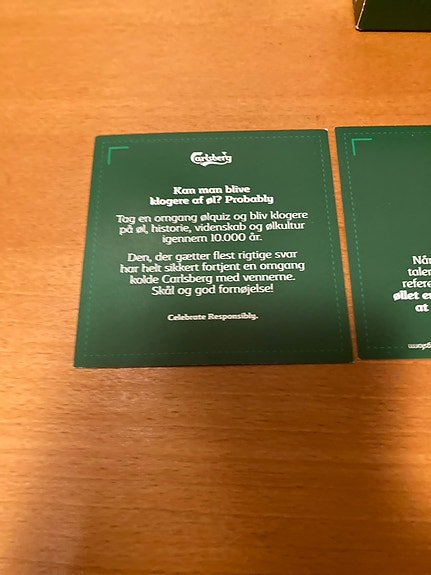 Carlsberg
Kan man blive
klogere af øl? Probably
Tag en omgang ølquiz og bliv klogere
på øl, historie, videnskab og ølkultur
igennem 10.000 år.
Den, der gætter flest rigtige svar
har helt sikkert fortjent en omgang
kolde Carlsberg med vennerne.
Skål og god fornøjelse!
Celebrate Responsibly.
Når
talen
refere
øllet er
at